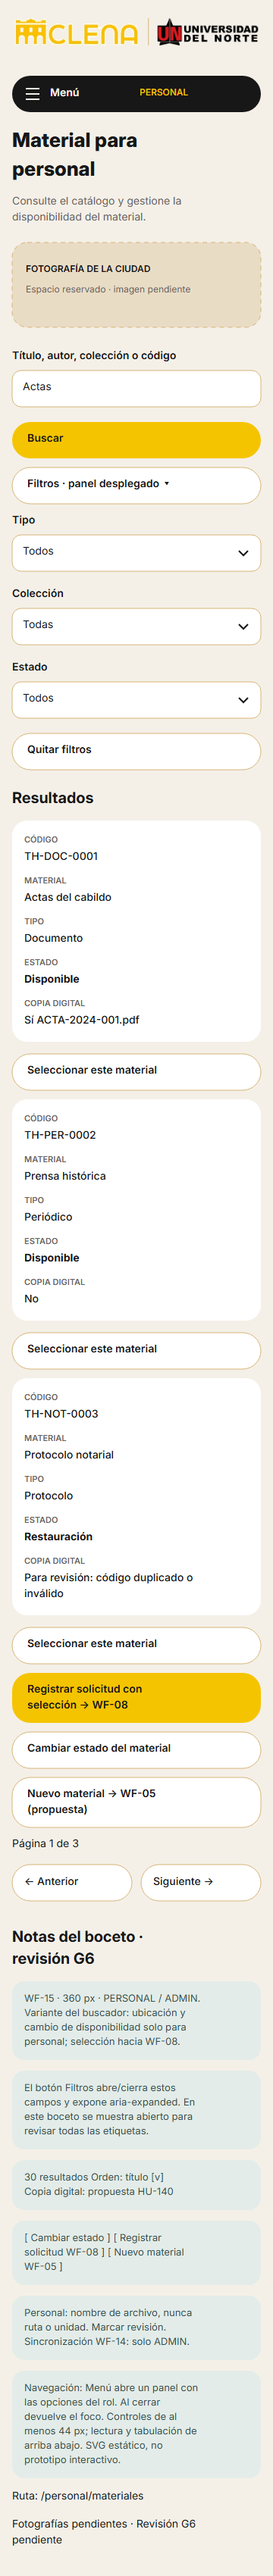 CLENA
UNIVERSIDAD
DEL NORTE
Menú
PERSONAL
Material para
personal
Consulte el catálogo y gestione la
disponibilidad del material.
FOTOGRAFÍA DE LA CIUDAD
Espacio reservado · imagen pendiente
Título, autor, colección o código
Actas
Buscar
Filtros · panel desplegado ▾
Tipo
Todos
Colección
Todas
Estado
Todos
Quitar filtros
Resultados
CÓDIGO
TH-DOC-0001
MATERIAL
Actas del cabildo
TIPO
Documento
ESTADO
Disponible
COPIA DIGITAL
Sí ACTA-2024-001.pdf
Seleccionar este material
CÓDIGO
TH-PER-0002
MATERIAL
Prensa histórica
TIPO
Periódico
ESTADO
Disponible
COPIA DIGITAL
No
Seleccionar este material
CÓDIGO
TH-NOT-0003
MATERIAL
Protocolo notarial
TIPO
Protocolo
ESTADO
Restauración
COPIA DIGITAL
Para revisión: código duplicado o
inválido
Seleccionar este material
Registrar solicitud con
selección → WF-08
Cambiar estado del material
Nuevo material → WF-05
(propuesta)
Página 1 de 3
← Anterior
Siguiente →
Notas del boceto ·
revisión G6
WF-15 · 360 px · PERSONAL / ADMIN.
Variante del buscador: ubicación y
cambio de disponibilidad solo para
personal; selección hacia WF-08.
El botón Filtros abre/cierra estos
campos y expone aria-expanded. En
este boceto se muestra abierto para
revisar todas las etiquetas.
30 resultados Orden: título [v]
Copia digital: propuesta HU-140
[ Cambiar estado ] [ Registrar
solicitud WF-08 ] [ Nuevo material
WF-05 ]
Personal: nombre de archivo, nunca
ruta o unidad. Marcar revisión.
Sincronización WF-14: solo ADMIN.
Navegación: Menú abre un panel con
las opciones del rol. Al cerrar
devuelve el foco. Controles de al
menos 44 px; lectura y tabulación de
arriba abajo. SVG estático, no
prototipo interactivo.
Ruta: /personal/materiales
Fotografías pendientes · Revisión G6
pendiente